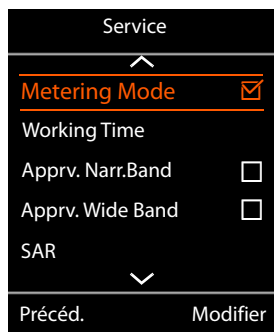 Service
Metering Mode
Working Time
Apprv. Narr.Band
Apprv. Wide Band
SAR
Précéd. Modifier